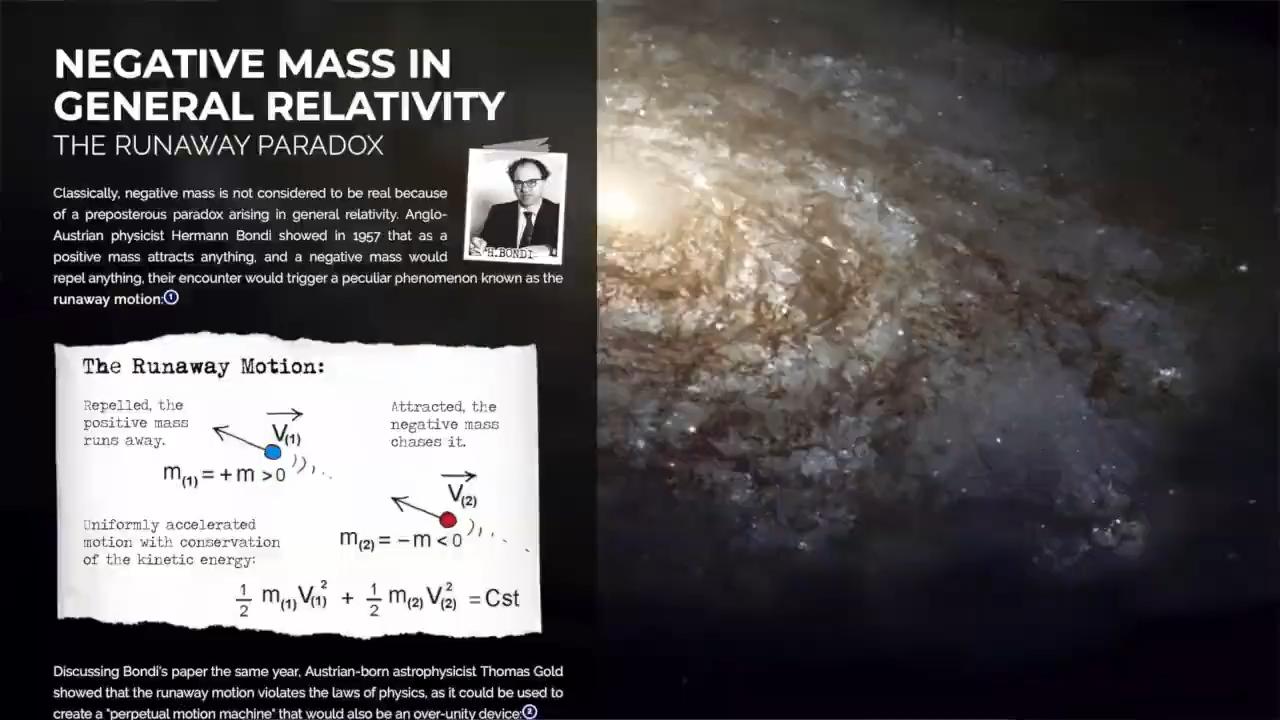 NEGATIVE MASS IN
GENERAL RELATIVITY
THE RUNAWAY PARADOX
Classically, negative mass is not considered to be real because
of a preposterous paradox arising in general relativity. Anglo-
Austrian physicist Hermann Bondi showed in 1957 that as a
positive mass attracts anything, and a negative mass would
repel anything, their encounter would trigger a peculiar phenomenon known as the
runaway motion:①
H.BONDI
The Runaway Motion:
Repelled, the
positive mass
runs away.
V(1)
m(1) = +m > 0
Attracted, the
negative mass
chases it.
V(2)
m(2) = −m < 0
Uniformly accelerated
motion with conservation
of the kinetic energy:
1/2 m(1)V(1)² + 1/2 m(2)V(2)² = Cst
Discussing Bondi's paper the same year, Austrian-born astrophysicist Thomas Gold
showed that the runaway motion violates the laws of physics, as it could be used to
create a "perpetual motion machine" that would also be an over-unity device:②